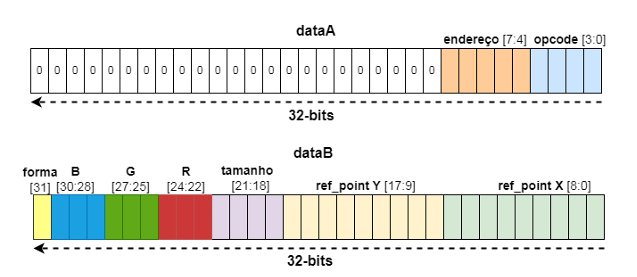 dataA
endereço [7:4] opcode [3:0]
0 0 0 0 0 0 0 0 0 0 0 0 0 0 0 0 0 0 0 0 0 0 0
32-bits
dataB
forma B G R tamanho
[31] [30:28] [27:25] [24:22] [21:18] ref_point Y [17:9] ref_point X [8:0]
32-bits